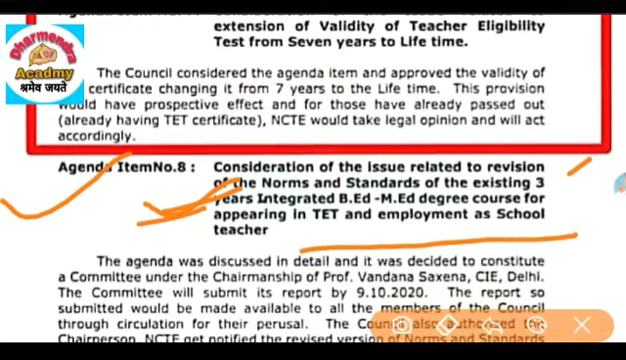 Dharmendra
Acadmy
श्रमेव जयते
extension of Validity of Teacher Eligibility
Test from Seven years to Life time.
The Council considered the agenda item and approved the validity of
certificate changing it from 7 years to the Life time. This provision
would have prospective effect and for those have already passed out
(already having TET certificate), NCTE would take legal opinion and will act
accordingly.
Agenda ItemNo.8 : Consideration of the issue related to revision
of the Norms and Standards of the existing 3
years Integrated B.Ed -M.Ed degree course for
appearing in TET and employment as School
teacher
The agenda was discussed in detail and it was decided to constitute
a Committee under the Chairmanship of Prof. Vandana Saxena, CIE, Delhi.
The Committee will submit its report by 9.10.2020. The report so
submitted would be made available to all the members of the Council
through circulation for their perusal. The Council also authorised the
Chairperson, NCTE get notified the revised version of Norms and Standards